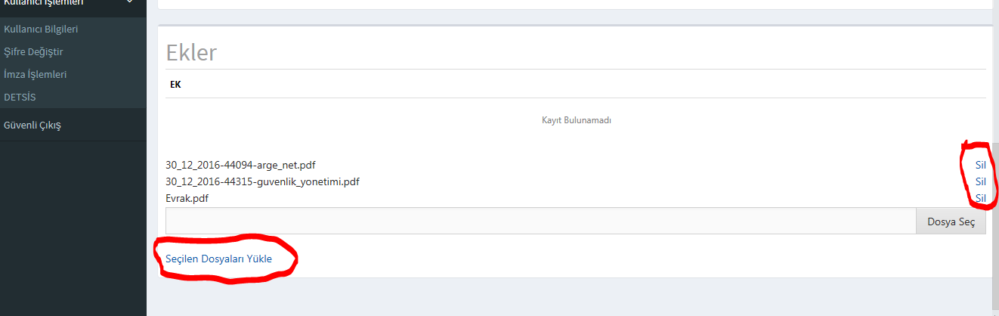 Kullanıcı İşlemleri
Kullanıcı Bilgileri
Şifre Değiştir
İmza İşlemleri
DETSİS
Güvenli Çıkış
Ekler
EK
Kayıt Bulunamadı
30_12_2016-44094-arge_net.pdf Sil
30_12_2016-44315-guvenlik_yonetimi.pdf Sil
Evrak.pdf Sil
Dosya Seç
Seçilen Dosyaları Yükle